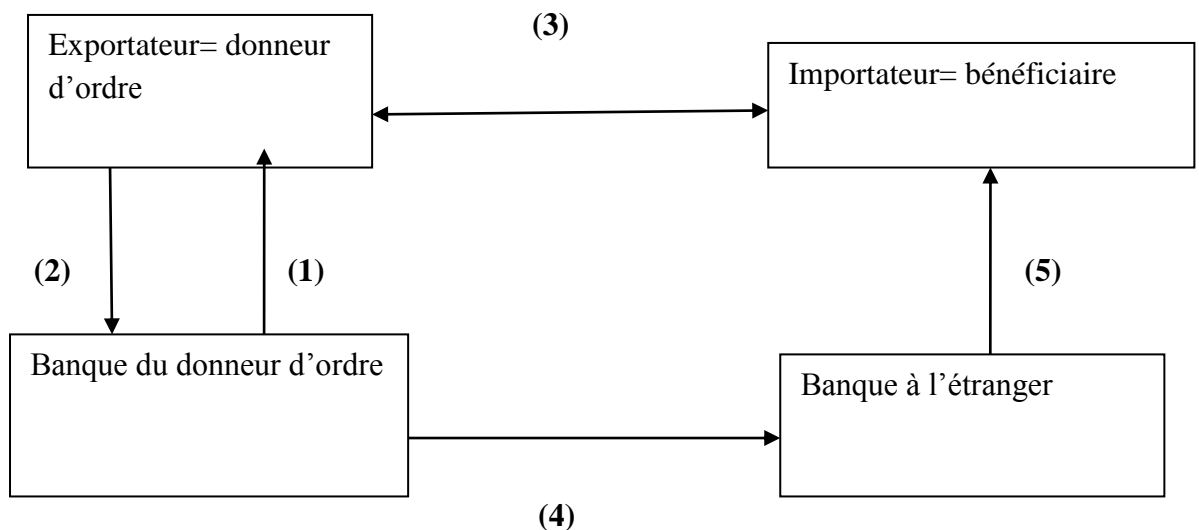 (3)
Exportateur= donneur
d’ordre
Importateur= bénéficiaire
(2)
(1)
(5)
Banque du donneur d’ordre
Banque à l’étranger
(4)